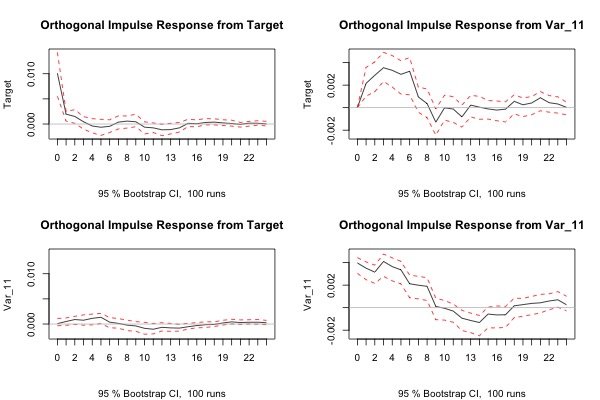 Orthogonal Impulse Response from Target
Target
0.000 0.010
0 2 4 6 8 10 13 16 19 22
95 % Bootstrap CI, 100 runs
Orthogonal Impulse Response from Var_11
Target
-0.002 0.002
0 2 4 6 8 10 13 16 19 22
95 % Bootstrap CI, 100 runs
Orthogonal Impulse Response from Target
Var_11
0.000 0.010
0 2 4 6 8 10 13 16 19 22
95 % Bootstrap CI, 100 runs
Orthogonal Impulse Response from Var_11
Var_11
-0.002 0.002
0 2 4 6 8 10 13 16 19 22
95 % Bootstrap CI, 100 runs